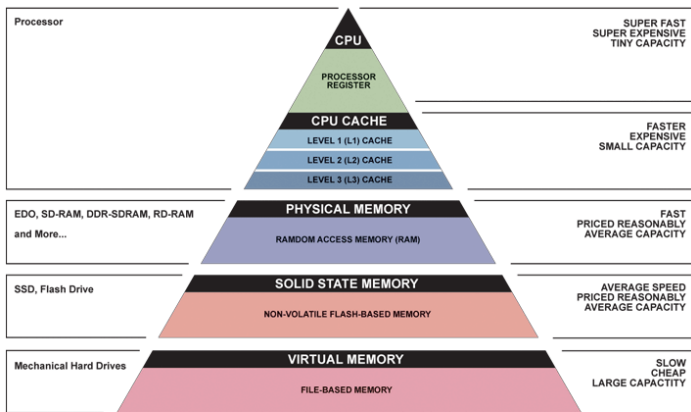 Processor
CPU
SUPER FAST
SUPER EXPENSIVE
TINY CAPACITY
PROCESSOR
REGISTER
CPU CACHE
LEVEL 1 (L1) CACHE
LEVEL 2 (L2) CACHE
LEVEL 3 (L3) CACHE
FASTER
EXPENSIVE
SMALL CAPACITY
EDO, SD-RAM, DDR-SDRAM, RD-RAM
and More...
PHYSICAL MEMORY
RAMDOM ACCESS MEMORY (RAM)
FAST
PRICED REASONABLY
AVERAGE CAPACITY
SSD, Flash Drive
SOLID STATE MEMORY
NON-VOLATILE FLASH-BASED MEMORY
AVERAGE SPEED
PRICED REASONABLY
AVERAGE CAPACITY
Mechanical Hard Drives
VIRTUAL MEMORY
FILE-BASED MEMORY
SLOW
CHEAP
LARGE CAPACTITY